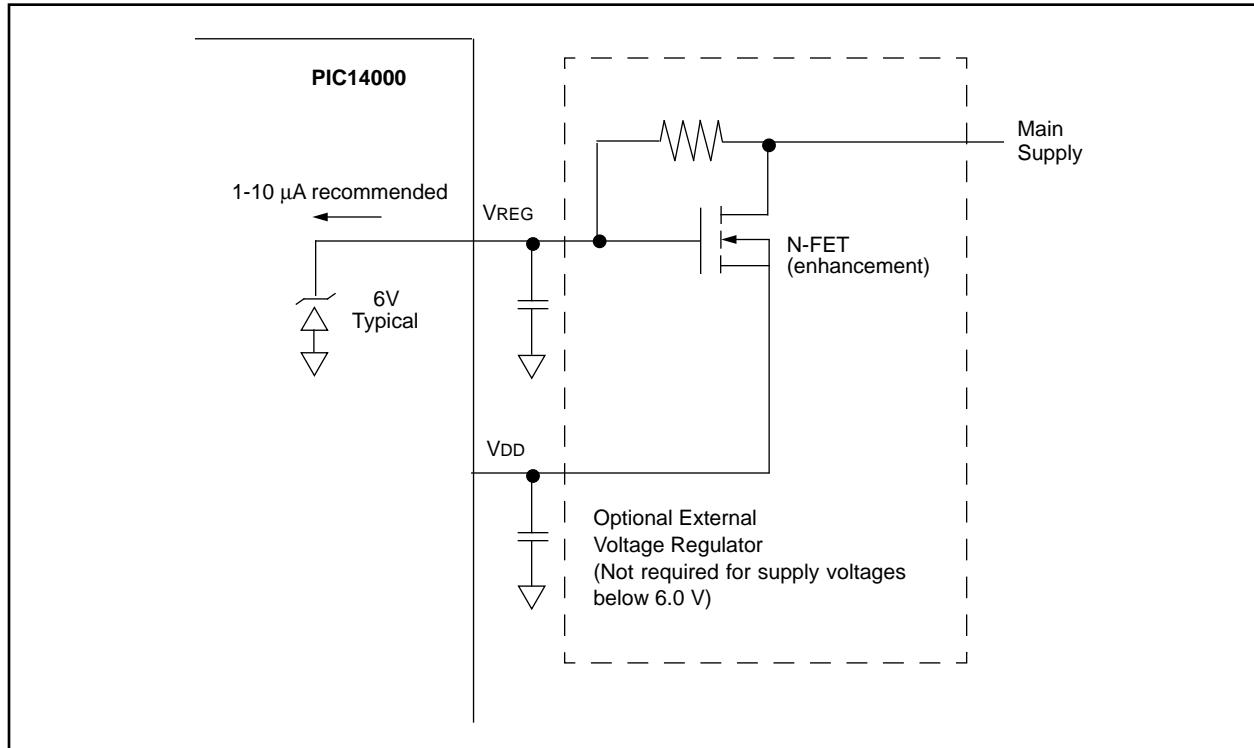 PIC14000
Main
Supply
1-10 μA recommended
VREG
N-FET
(enhancement)
6V
Typical
VDD
Optional External
Voltage Regulator
(Not required for supply voltages
below 6.0 V)